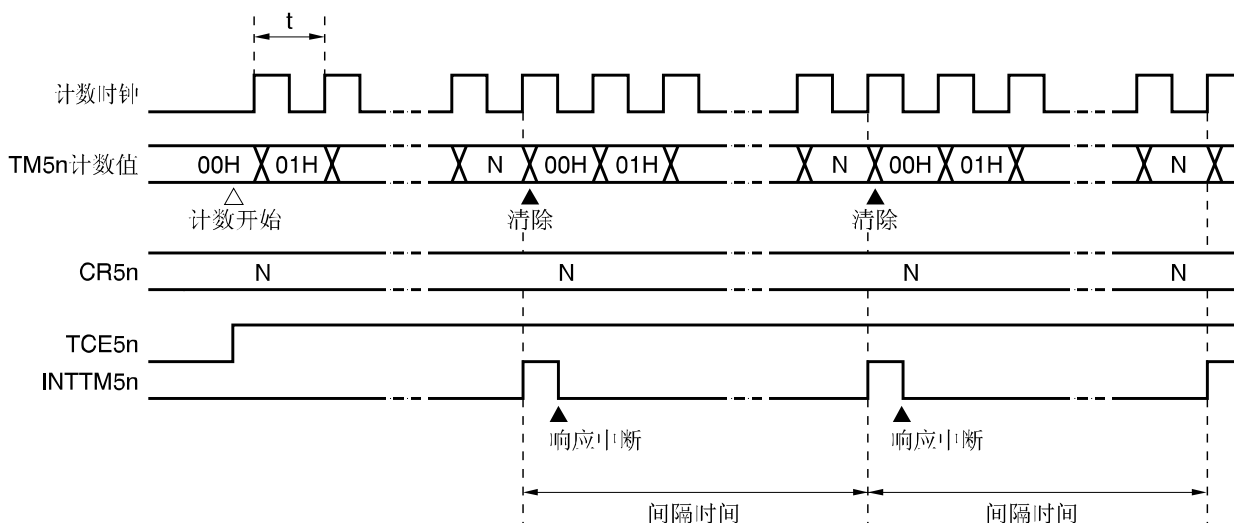 t
计数时钟
TM5n计数值 00H 01H N 00H 01H N 00H 01H N
计数开始 清除 清除
CR5n N N N N
TCE5n
INTTM5n
响应中断 响应中断
间隔时间 间隔时间